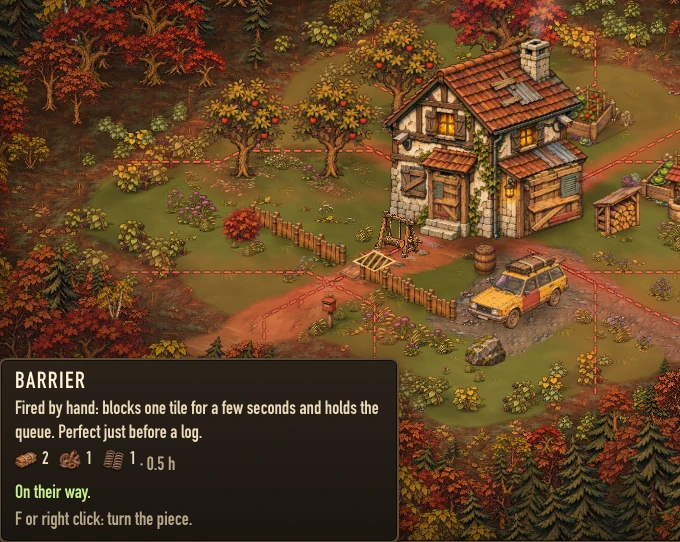 BARRIER
Fired by hand: blocks one tile for a few seconds and holds the
queue. Perfect just before a log.
2 1 1 · 0.5 h
On their way.
F or right click: turn the piece.